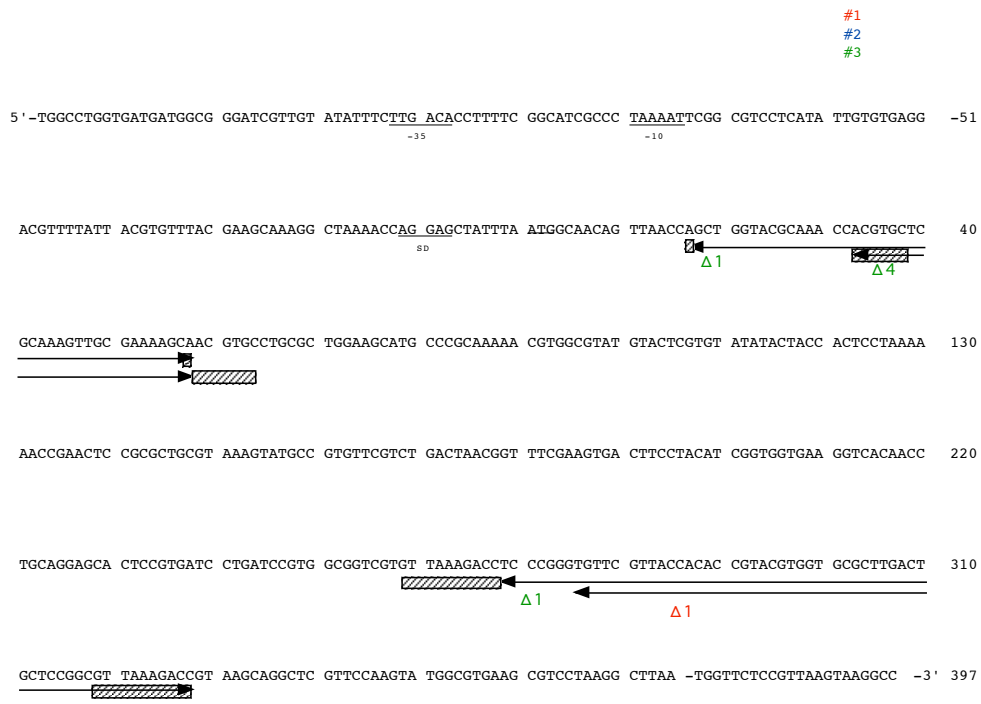 #1
#2
#3
5'-TGGCCTGGTGATGATGGCG GGATCGTTGT ATATTTCTTG ACACCTTTTC GGCATCGCCC TAAAATTCGG CGTCCTCATA TTGTGTGAGG -51
-35 -10
ACGTTTTATT ACGTGTTTAC GAAGCAAAGG CTAAAACCAG GAGCTATTTA ATGGCAACAG TTAACCAGCT GGTACGCAAA CCACGTGCTC 40
SD
Δ1 Δ4
GCAAAGTTGC GAAAAGCAAC GTGCCTGCGC TGGAAGCATG CCCGCAAAAA CGTGGCGTAT GTACTCGTGT ATATACTACC ACTCCTAAAA 130
AACCGAACTC CGCGCTGCGT AAAGTATGCC GTGTTCGTCT GACTAACGGT TTCGAAGTGA CTTCCTACAT CGGTGGTGAA GGTCACAACC 220
TGCAGGAGCA CTCCGTGATC CTGATCCGTG GCGGTCGTGT TAAAGACCTC CCGGGTGTTC GTTACCACAC CGTACGTGGT GCGCTTGACT 310
Δ1 Δ1
GCTCCGGCGT TAAAGACCGT AAGCAGGCTC GTTCCAAGTA TGGCGTGAAG CGTCCTAAGG CTTAA -TGGTTCTCCGTTAAGTAAGGCC -3' 397